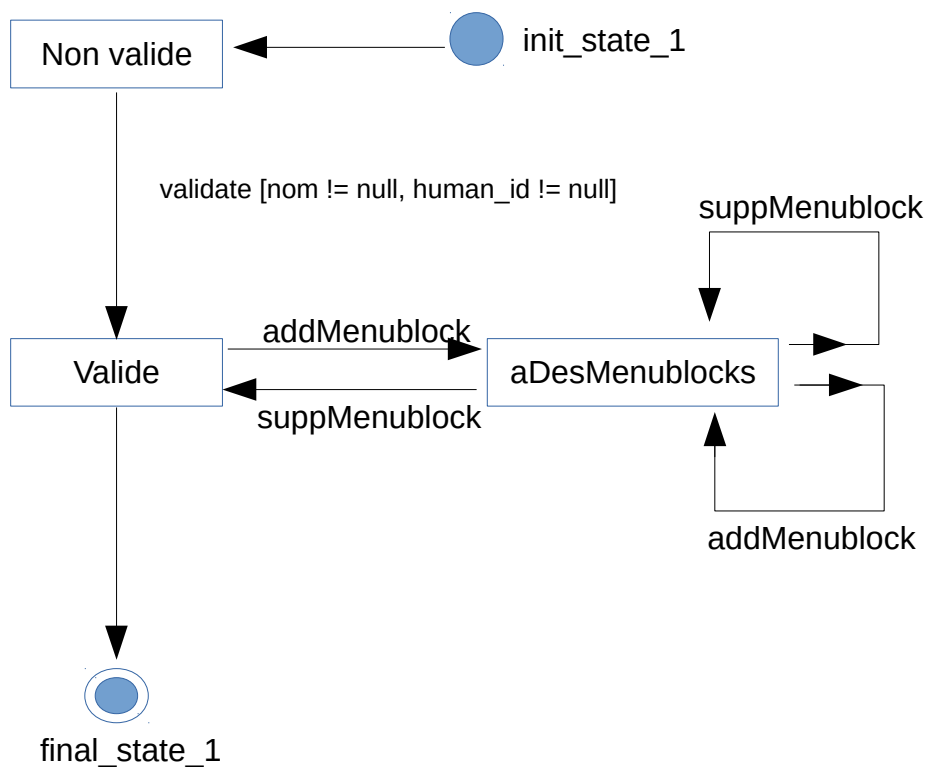 init_state_1
Non valide
validate [nom != null, human_id != null]
suppMenublock
addMenublock
Valide
aDesMenublocks
suppMenublock
addMenublock
final_state_1